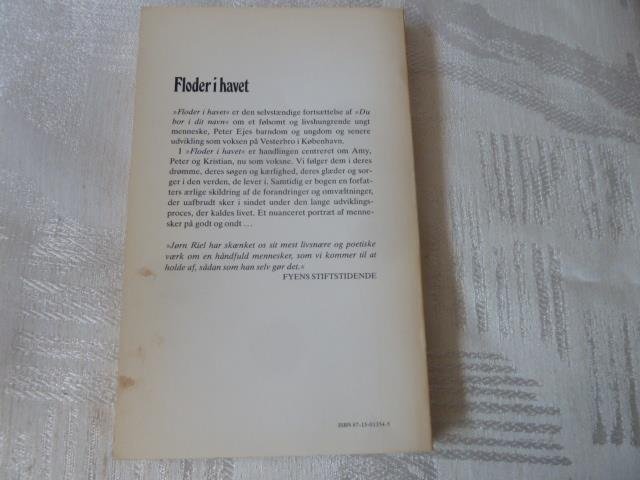 Floder i havet
»Floder i havet« er den selvstændige fortsættelse af »Du
bor i dit navn« om et følsomt og livshungrende ungt
menneske, Peter Ejes barndom og ungdom og senere
udvikling som voksen på Vesterbro i København.
I »Floder i havet« er handlingen centreret om Amy,
Peter og Kristian, nu som voksne. Vi følger dem i deres
drømme, deres søgen og kærlighed, deres glæder og sor-
ger i den verden, de lever i. Samtidig er bogen en forfat-
ters ærlige skildring af de forandringer og omvæltninger,
der uafbrudt sker i sindet under den lange udviklings-
proces, der kaldes livet. Et nuanceret portræt af menne-
sker på godt og ondt ...
»Jørn Riel har skænket os sit mest livsnære og poetiske
værk om en håndfuld mennesker, som vi kommer til at
holde af, sådan som han selv gør det.«
FYENS STIFTSTIDENDE
ISBN 87-15-01354-5